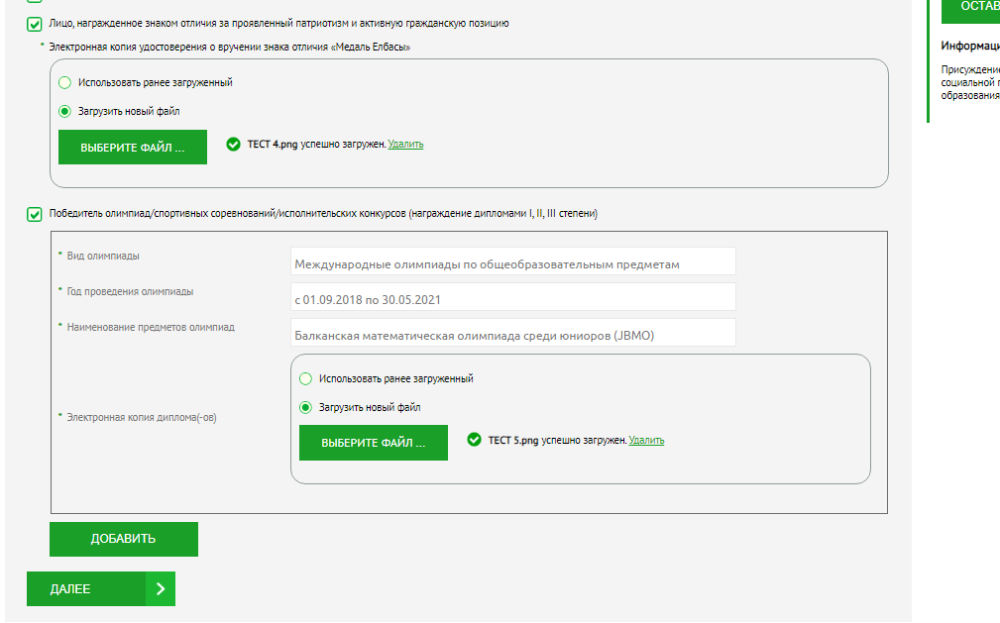 Лицо, награжденное знаком отличия за проявленный патриотизм и активную гражданскую позицию
* Электронная копия удостоверения о вручении знака отличия «Медаль Елбасы»
Использовать ранее загруженный
Загрузить новый файл
ВЫБЕРИТЕ ФАЙЛ ...
ТЕСТ 4.png успешно загружен. Удалить
Победитель олимпиад/спортивных соревнований/исполнительских конкурсов (награждение дипломами I, II, III степени)
* Вид олимпиады
Международные олимпиады по общеобразовательным предметам
* Год проведения олимпиады
с 01.09.2018 по 30.05.2021
* Наименование предметов олимпиад
Балканская математическая олимпиада среди юниоров (JBMO)
* Электронная копия диплома(-ов)
Использовать ранее загруженный
Загрузить новый файл
ВЫБЕРИТЕ ФАЙЛ ...
ТЕСТ 5.png успешно загружен. Удалить
ДОБАВИТЬ
ДАЛЕЕ
ОСТАВ
Информаци
Присуждение
социальной
образования